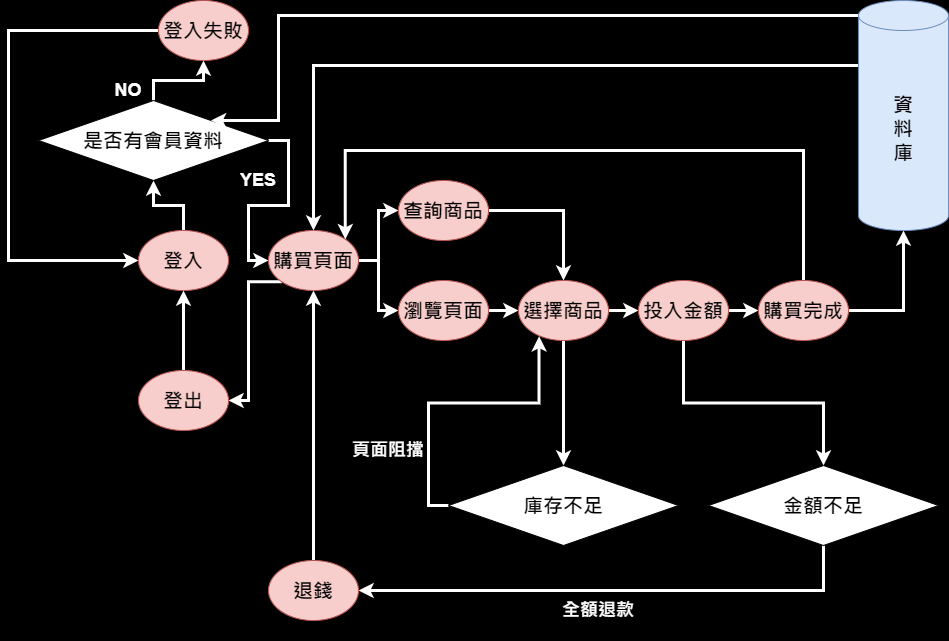 登入失敗
NO
是否有會員資料
資
料
庫
YES
查詢商品
登入
購買頁面
瀏覽頁面
選擇商品
投入金額
購買完成
登出
頁面阻擋
庫存不足
金額不足
退錢
全額退款